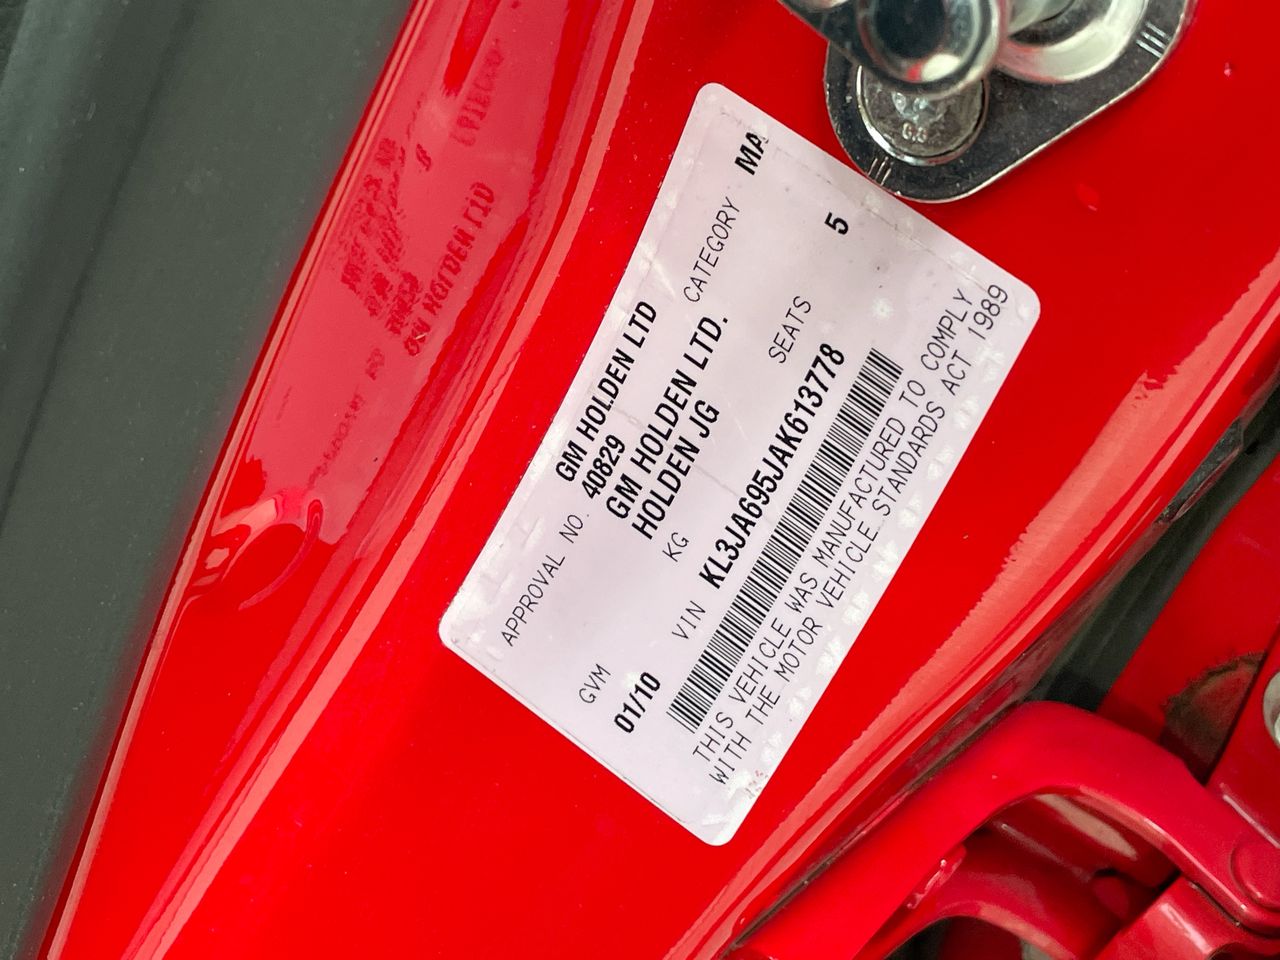 GM HOLDEN LTD
APPROVAL NO. 40829 CATEGORY MA
GM HOLDEN LTD.
HOLDEN JG
GVM KG SEATS 5
01/10
VIN KL3JA695JAK613778
THIS VEHICLE WAS MANUFACTURED TO COMPLY
WITH THE MOTOR VEHICLE STANDARDS ACT 1989
G.S